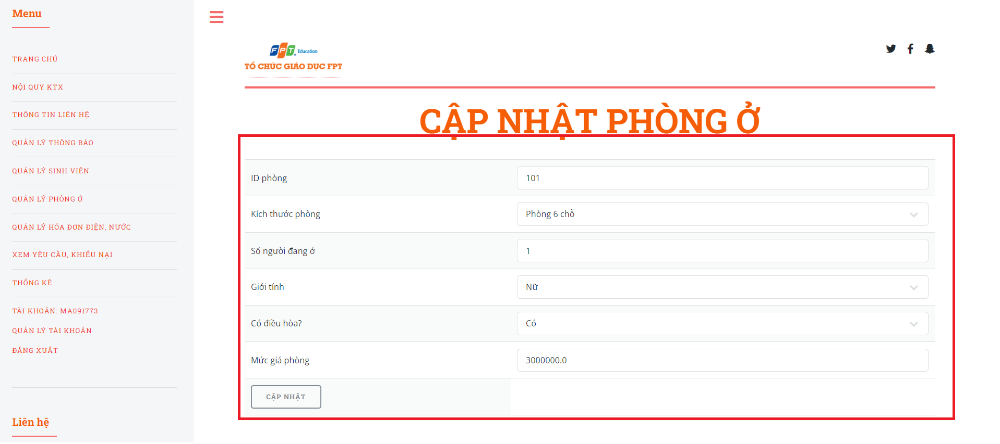 Menu
TRANG CHỦ
NỘI QUY KTX
THÔNG TIN LIÊN HỆ
QUẢN LÝ THÔNG BÁO
QUẢN LÝ SINH VIÊN
QUẢN LÝ PHÒNG Ở
QUẢN LÝ HÓA ĐƠN ĐIỆN, NƯỚC
XEM YÊU CẦU, KHIẾU NẠI
THỐNG KÊ
TÀI KHOẢN: MA091773
QUẢN LÝ TÀI KHOẢN
ĐĂNG XUẤT
Liên hệ
FPT Education
TỔ CHỨC GIÁO DỤC FPT
CẬP NHẬT PHÒNG Ở
ID phòng 101
Kích thước phòng Phòng 6 chỗ
Số người đang ở 1
Giới tính Nữ
Có điều hòa? Có
Mức giá phòng 3000000.0
CẬP NHẬT